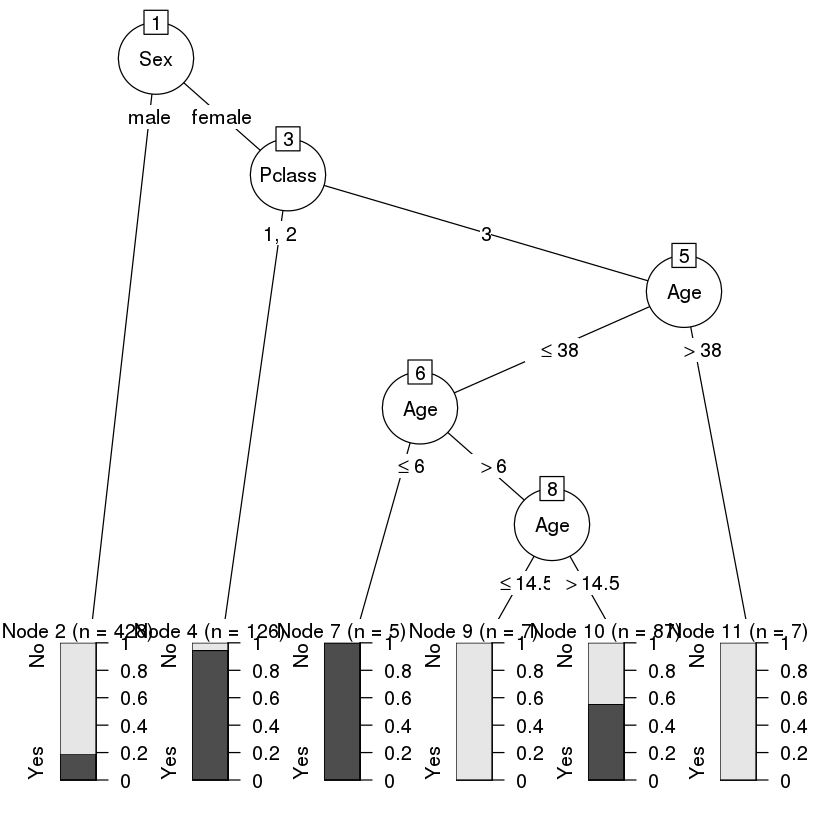 1
Sex
male female
3
Pclass
1, 2
3
5
Age
≤ 38
> 38
6
Age
≤ 6
> 6
8
Age
≤ 14.5
> 14.5
Node 2 (n = 428)
Node 4 (n = 126)
Node 7 (n = 5)
Node 9 (n = 7)
Node 10 (n = 87)
Node 11 (n = 7)
No
Yes
1
0.8
0.6
0.4
0.2
0
No
Yes
1
0.8
0.6
0.4
0.2
0
No
Yes
1
0.8
0.6
0.4
0.2
0
No
Yes
1
0.8
0.6
0.4
0.2
0
No
Yes
1
0.8
0.6
0.4
0.2
0
No
Yes
1
0.8
0.6
0.4
0.2
0